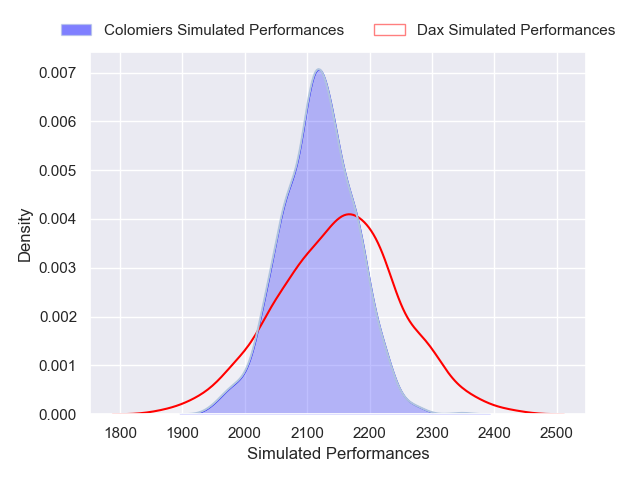 Colomiers Simulated Performances Dax Simulated Performances
0.007
0.006
0.005
0.004
0.003
0.002
0.001
0.000
Density
1800 1900 2000 2100 2200 2300 2400 2500
Simulated Performances